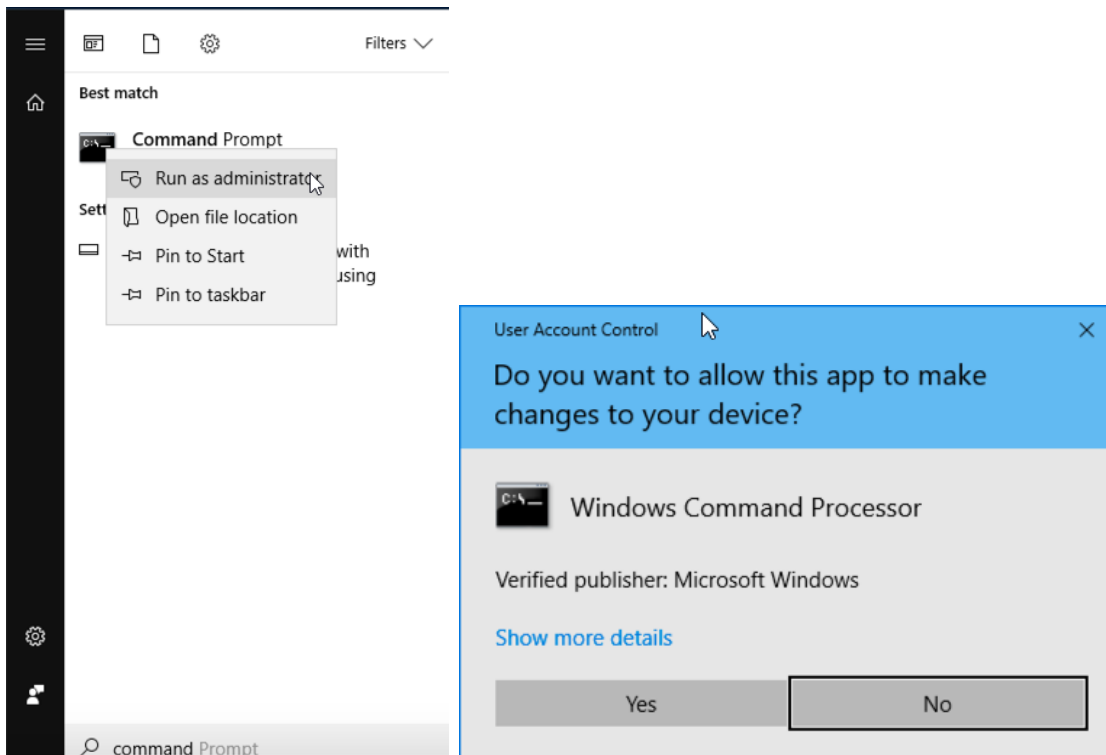 Filters
Best match
Command Prompt
Run as administrator
Sett
Open file location
with
Pin to Start
using
Pin to taskbar
command Prompt
User Account Control
Do you want to allow this app to make
changes to your device?
C:\
Windows Command Processor
Verified publisher: Microsoft Windows
Show more details
Yes
No